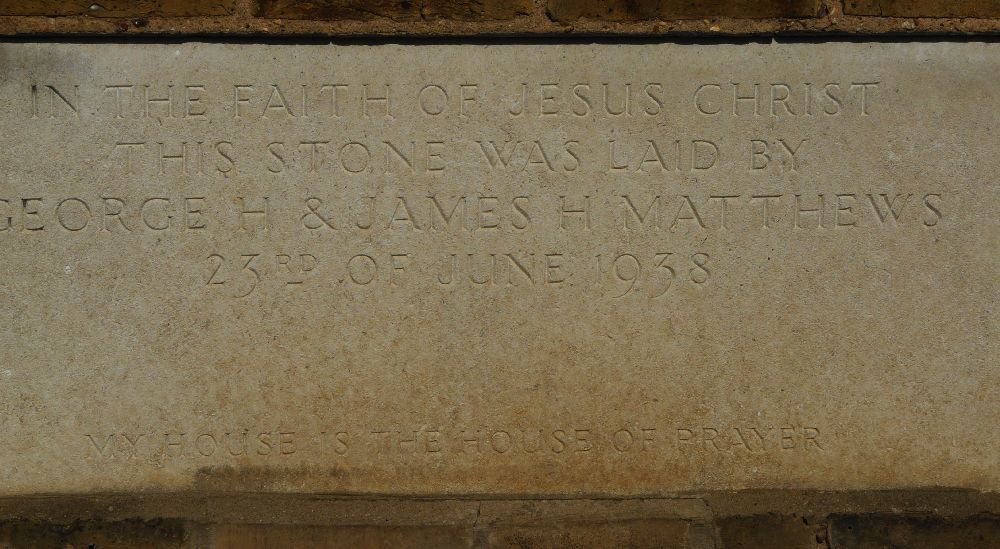 IN THE FAITH OF JESUS CHRIST
THIS STONE WAS LAID BY
GEORGE H & JAMES H MATTHEWS
23RD OF JUNE 1938
MY HOUSE IS THE HOUSE OF PRAYER